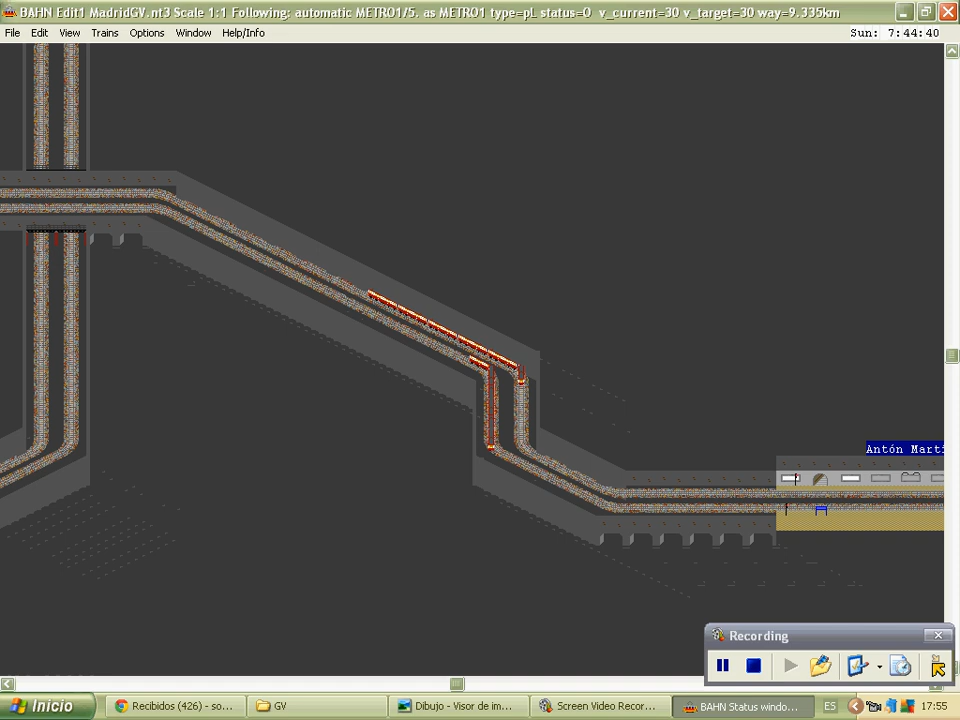 BAHN Edit1 MadridGV.nt3 Scale 1:1 Following: automatic METRO1/5. as METRO1 type=pL status=0 v_current=30 v_target=30 way=9.335km
File Edit View Trains Options Window Help/Info
Sun: 7:44:40
Antón Martí
Recording
Inicio
Recibidos (426) - so...
GV
Dibujo - Visor de im...
Screen Video Recor...
BAHN Status windo...
ES
17:55